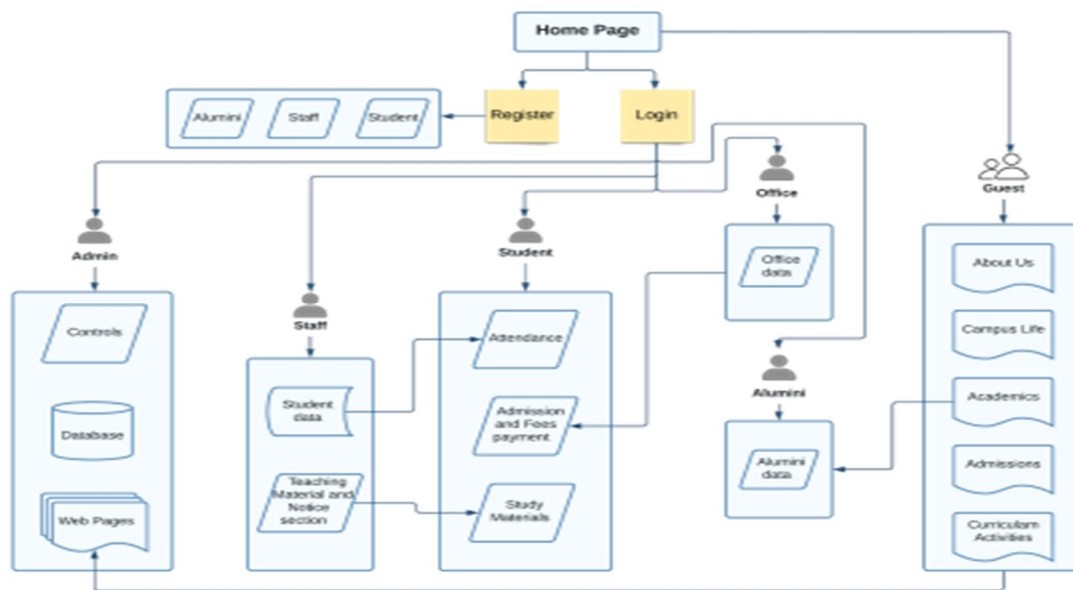 Home Page
Alumini
Staff
Student
Register
Login
Admin
Controls
Database
Web Pages
Staff
Student
data
Teaching
Material and
Notice
section
Student
Attendance
Admission
and Fees
payment
Study
Materials
Office
Office
data
Alumini
Alumini
data
Guest
About Us
Campus Life
Academics
Admissions
Curriculam
Activities